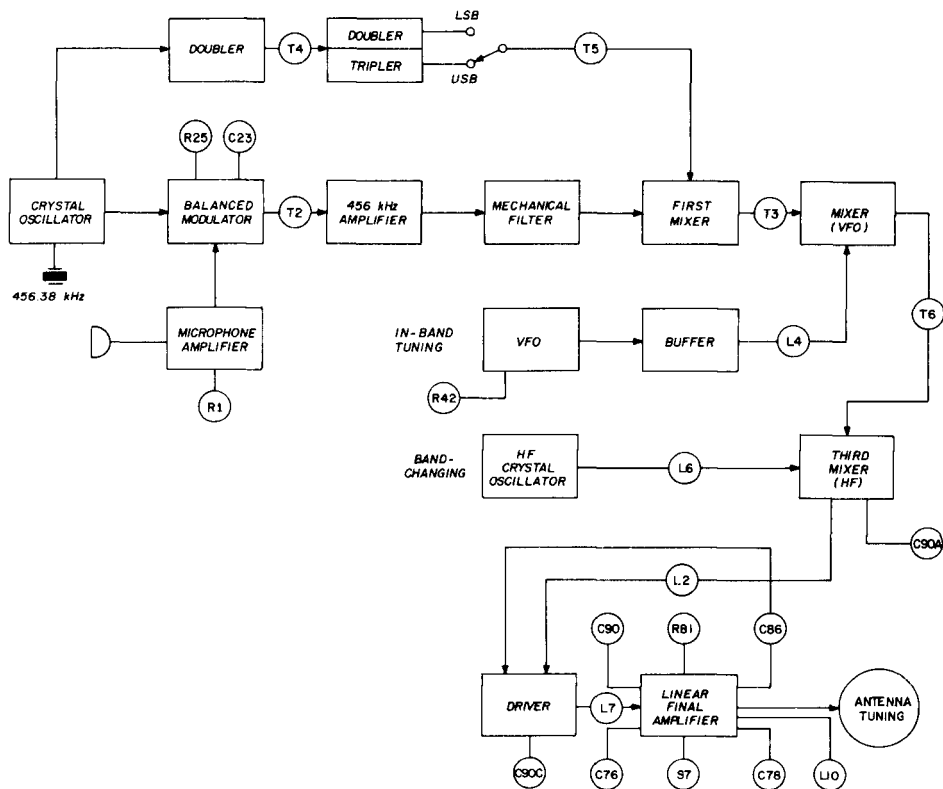 LSB
DOUBLER
T4
DOUBLER
TRIPLER
USB
T5
R25
C23
CRYSTAL
OSCILLATOR
BALANCED
MODULATOR
T2
456 kHz
AMPLIFIER
MECHANICAL
FILTER
FIRST
MIXER
T3
MIXER
(VFO)
456.38 kHz
MICROPHONE
AMPLIFIER
R1
IN-BAND
TUNING
VFO
BUFFER
L4
T6
R42
BAND-
CHANGING
HF
CRYSTAL
OSCILLATOR
L6
THIRD
MIXER
(HF)
C90A
L2
C90
R81
C86
DRIVER
L7
LINEAR
FINAL
AMPLIFIER
ANTENNA
TUNING
C90C
C76
S7
C78
L10